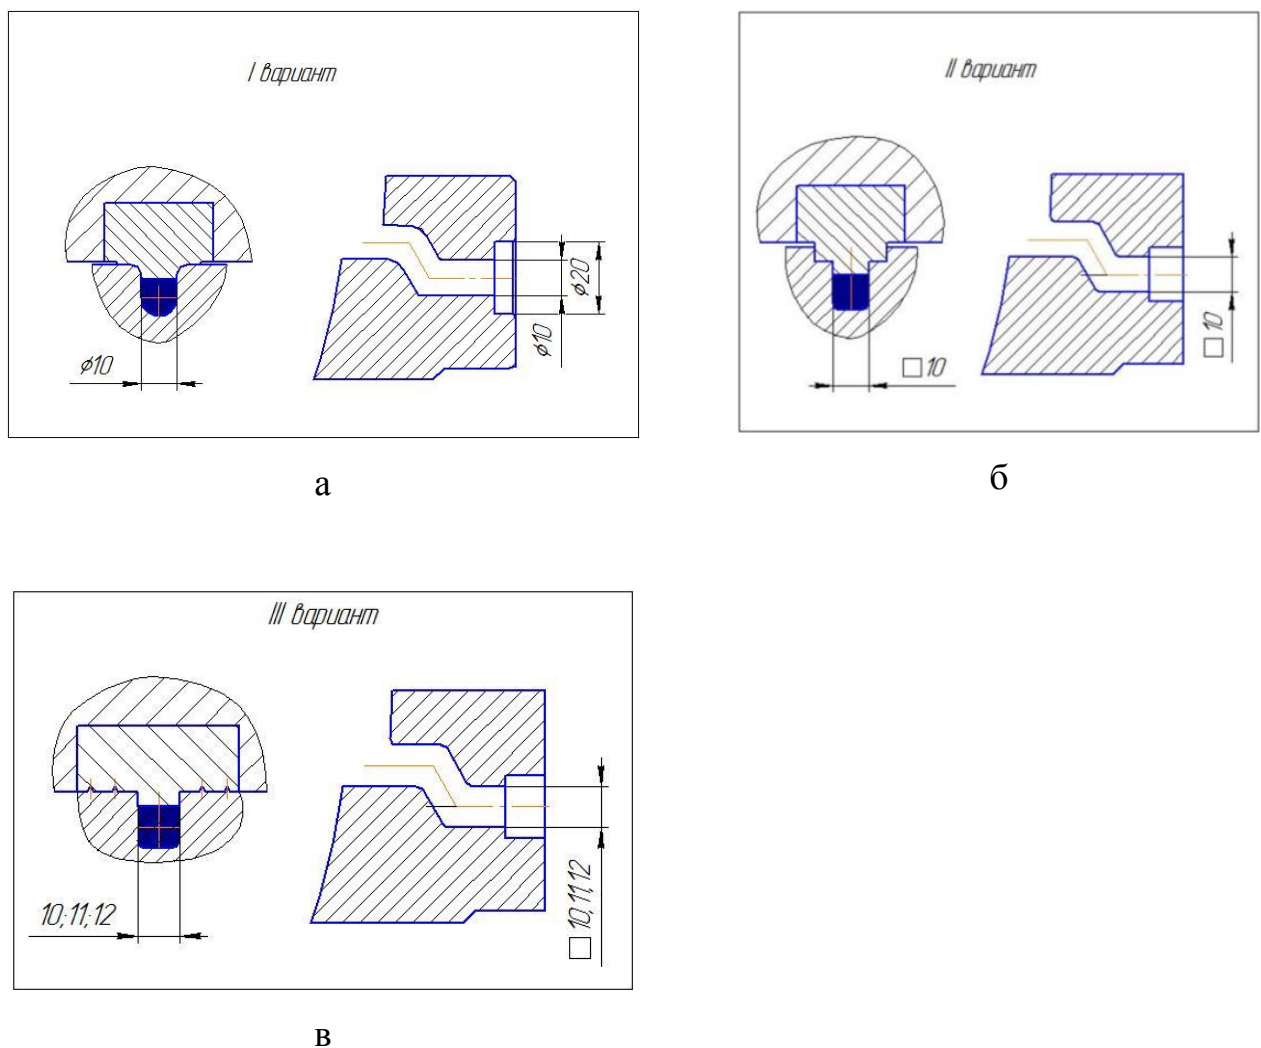 I вариант
ϕ10
ϕ10
ϕ20
а
II вариант
□10
□ 10
б
III вариант
10;11;12
□ 10,11,12
в